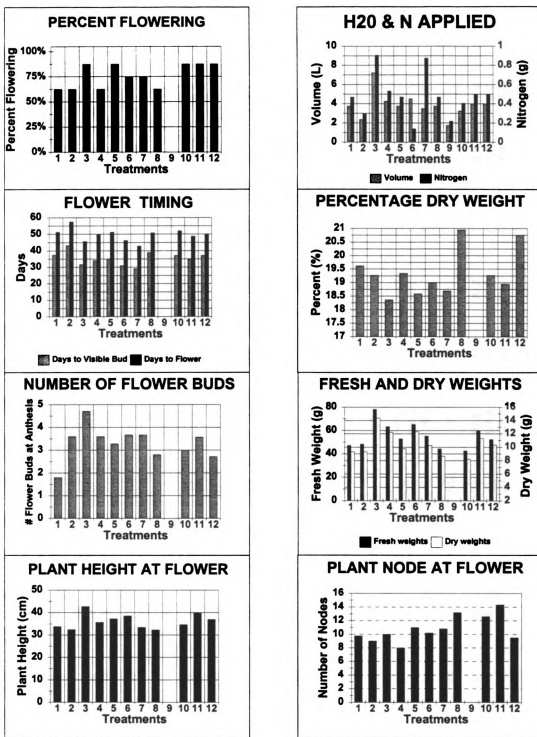 PERCENT FLOWERING
Percent Flowering
100%
75%
50%
25%
0%
1 2 3 4 5 6 7 8 9 10 11 12
Treatments
H20 & N APPLIED
Volume (L)
10
8
6
4
2
0
Nitrogen (g)
1
0.8
0.6
0.4
0.2
0
1 2 3 4 5 6 7 8 9 10 11 12
Treatments
Volume Nitrogen
FLOWER TIMING
Days
60
50
40
30
20
10
0
1 2 3 4 5 6 7 8 9 10 11 12
Treatments
Days to Visible Bud Days to Flower
PERCENTAGE DRY WEIGHT
Percent (%)
21
20.5
20
19.5
19
18.5
18
17.5
17
1 2 3 4 5 6 7 8 9 10 11 12
Treatments
NUMBER OF FLOWER BUDS
# Flower Buds at Anthesis
5
4
3
2
1
0
1 2 3 4 5 6 7 8 9 10 11 12
Treatments
FRESH AND DRY WEIGHTS
Fresh Weight (g)
80
60
40
20
0
Dry Weight (g)
16
14
12
10
8
6
4
2
1 2 3 4 5 6 7 8 9 10 11 12
Treatments
Fresh weights Dry weights
PLANT HEIGHT AT FLOWER
Plant Height (cm)
50
40
30
20
10
0
1 2 3 4 5 6 7 8 9 10 11 12
Treatments
PLANT NODE AT FLOWER
Number of Nodes
16
14
12
10
8
6
4
2
0
1 2 3 4 5 6 7 8 9 10 11 12
Treatments